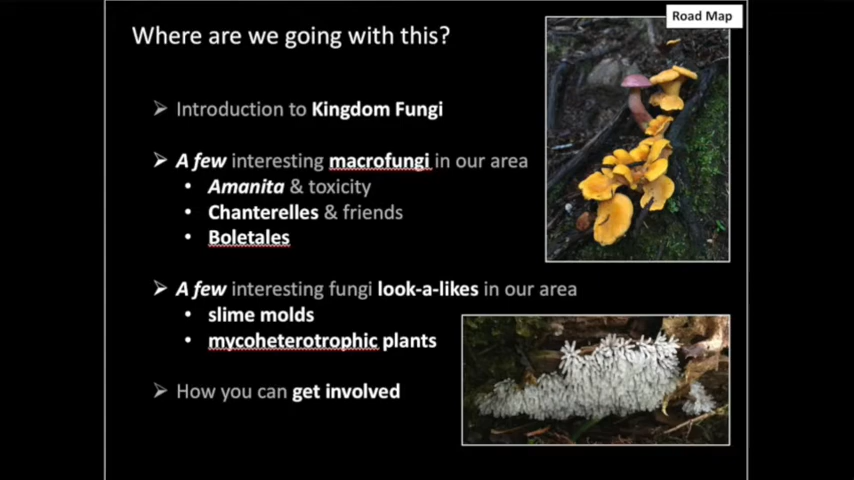 Road Map
Where are we going with this?
Introduction to Kingdom Fungi
A few interesting macrofungi in our area
Amanita & toxicity
Chanterelles & friends
Boletales
A few interesting fungi look-a-likes in our area
slime molds
mycoheterotrophic plants
How you can get involved